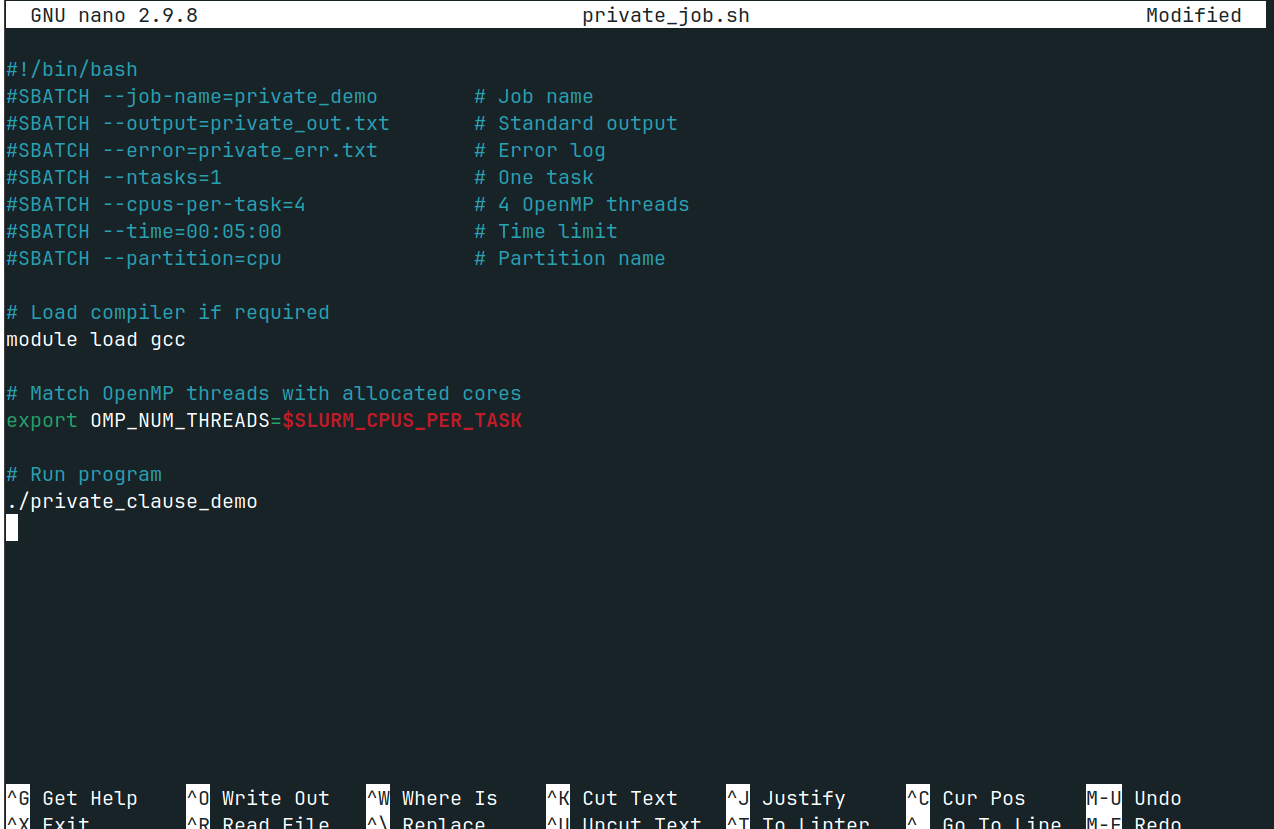 GNU nano 2.9.8 private_job.sh Modified
#!/bin/bash
#SBATCH --job-name=private_demo # Job name
#SBATCH --output=private_out.txt # Standard output
#SBATCH --error=private_err.txt # Error log
#SBATCH --ntasks=1 # One task
#SBATCH --cpus-per-task=4 # 4 OpenMP threads
#SBATCH --time=00:05:00 # Time limit
#SBATCH --partition=cpu # Partition name
# Load compiler if required
module load gcc
# Match OpenMP threads with allocated cores
export OMP_NUM_THREADS=$SLURM_CPUS_PER_TASK
# Run program
./private_clause_demo
^G Get Help ^O Write Out ^W Where Is ^K Cut Text ^J Justify ^C Cur Pos M-U Undo
^X Exit ^R Read File ^\ Replace ^U Uncut Text ^T To Linter ^_ Go To Line M-E Redo